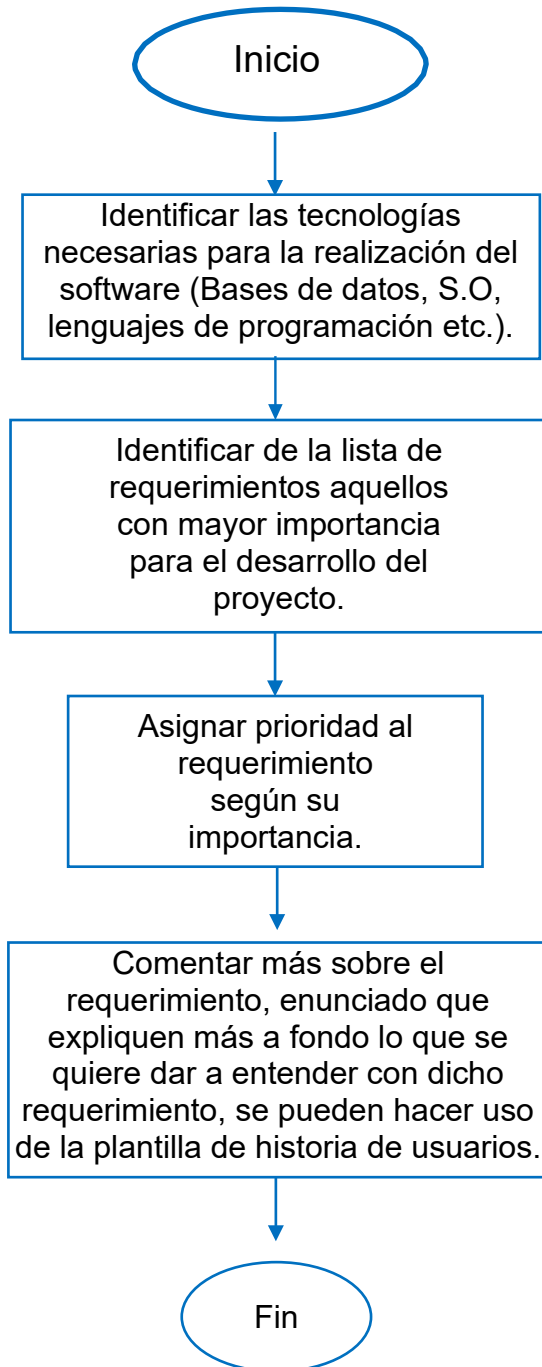 Inicio
Identificar las tecnologías
necesarias para la realización del
software (Bases de datos, S.O,
lenguajes de programación etc.).
Identificar de la lista de
requerimientos aquellos
con mayor importancia
para el desarrollo del
proyecto.
Asignar prioridad al
requerimiento
según su
importancia.
Comentar más sobre el
requerimiento, enunciado que
expliquen más a fondo lo que se
quiere dar a entender con dicho
requerimiento, se pueden hacer uso
de la plantilla de historia de usuarios.
Fin